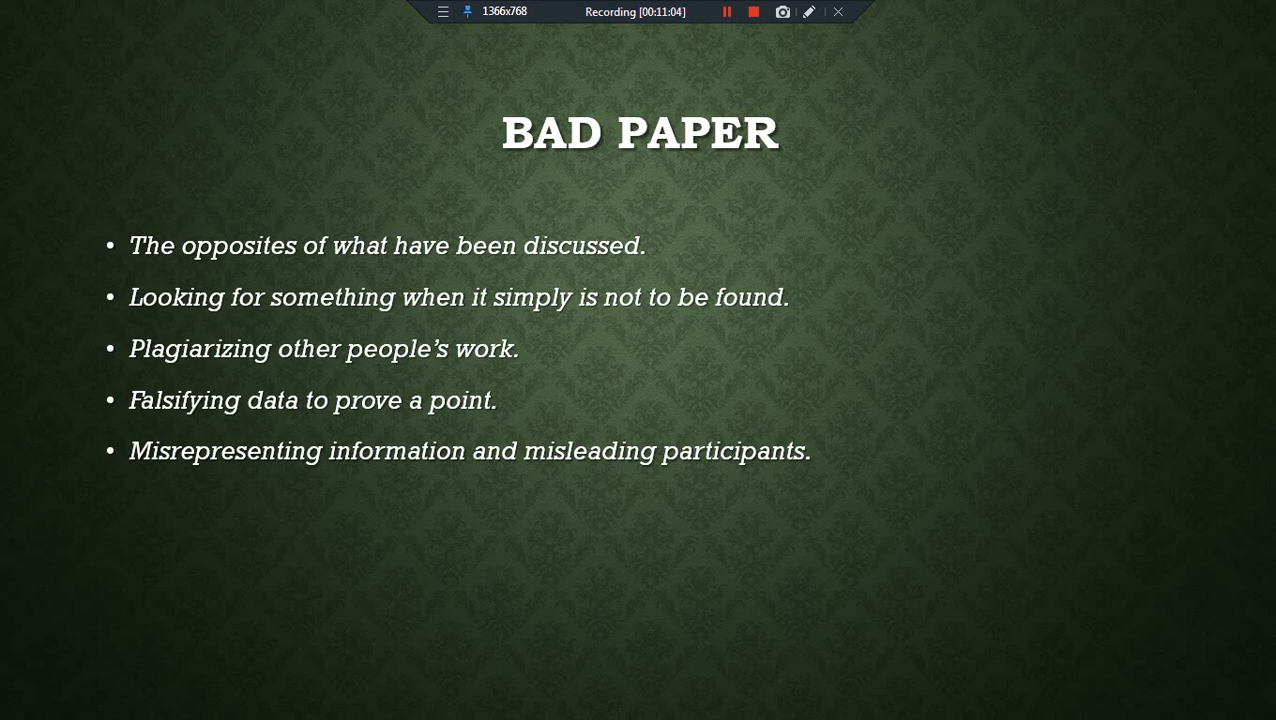 1366x768 Recording [00:11:04]
BAD PAPER
• The opposites of what have been discussed.
• Looking for something when it simply is not to be found.
• Plagiarizing other people’s work.
• Falsifying data to prove a point.
• Misrepresenting information and misleading participants.